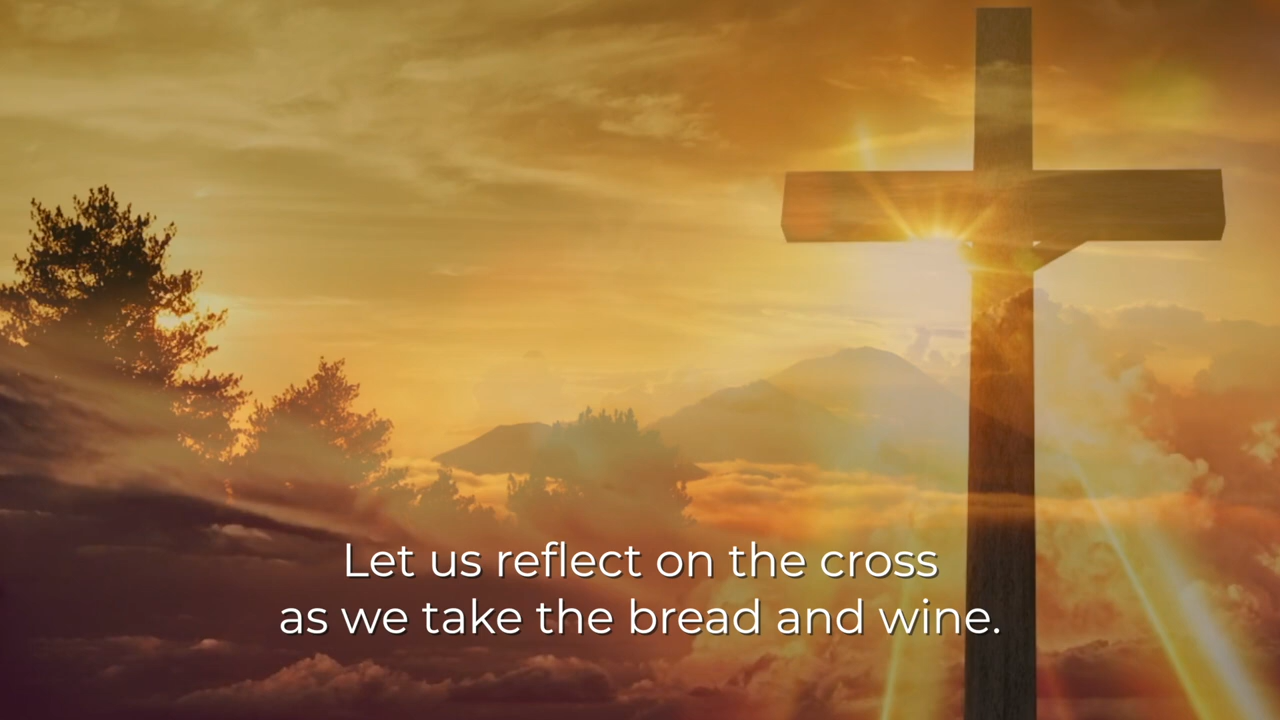 Let us reflect on the cross
as we take the bread and wine.